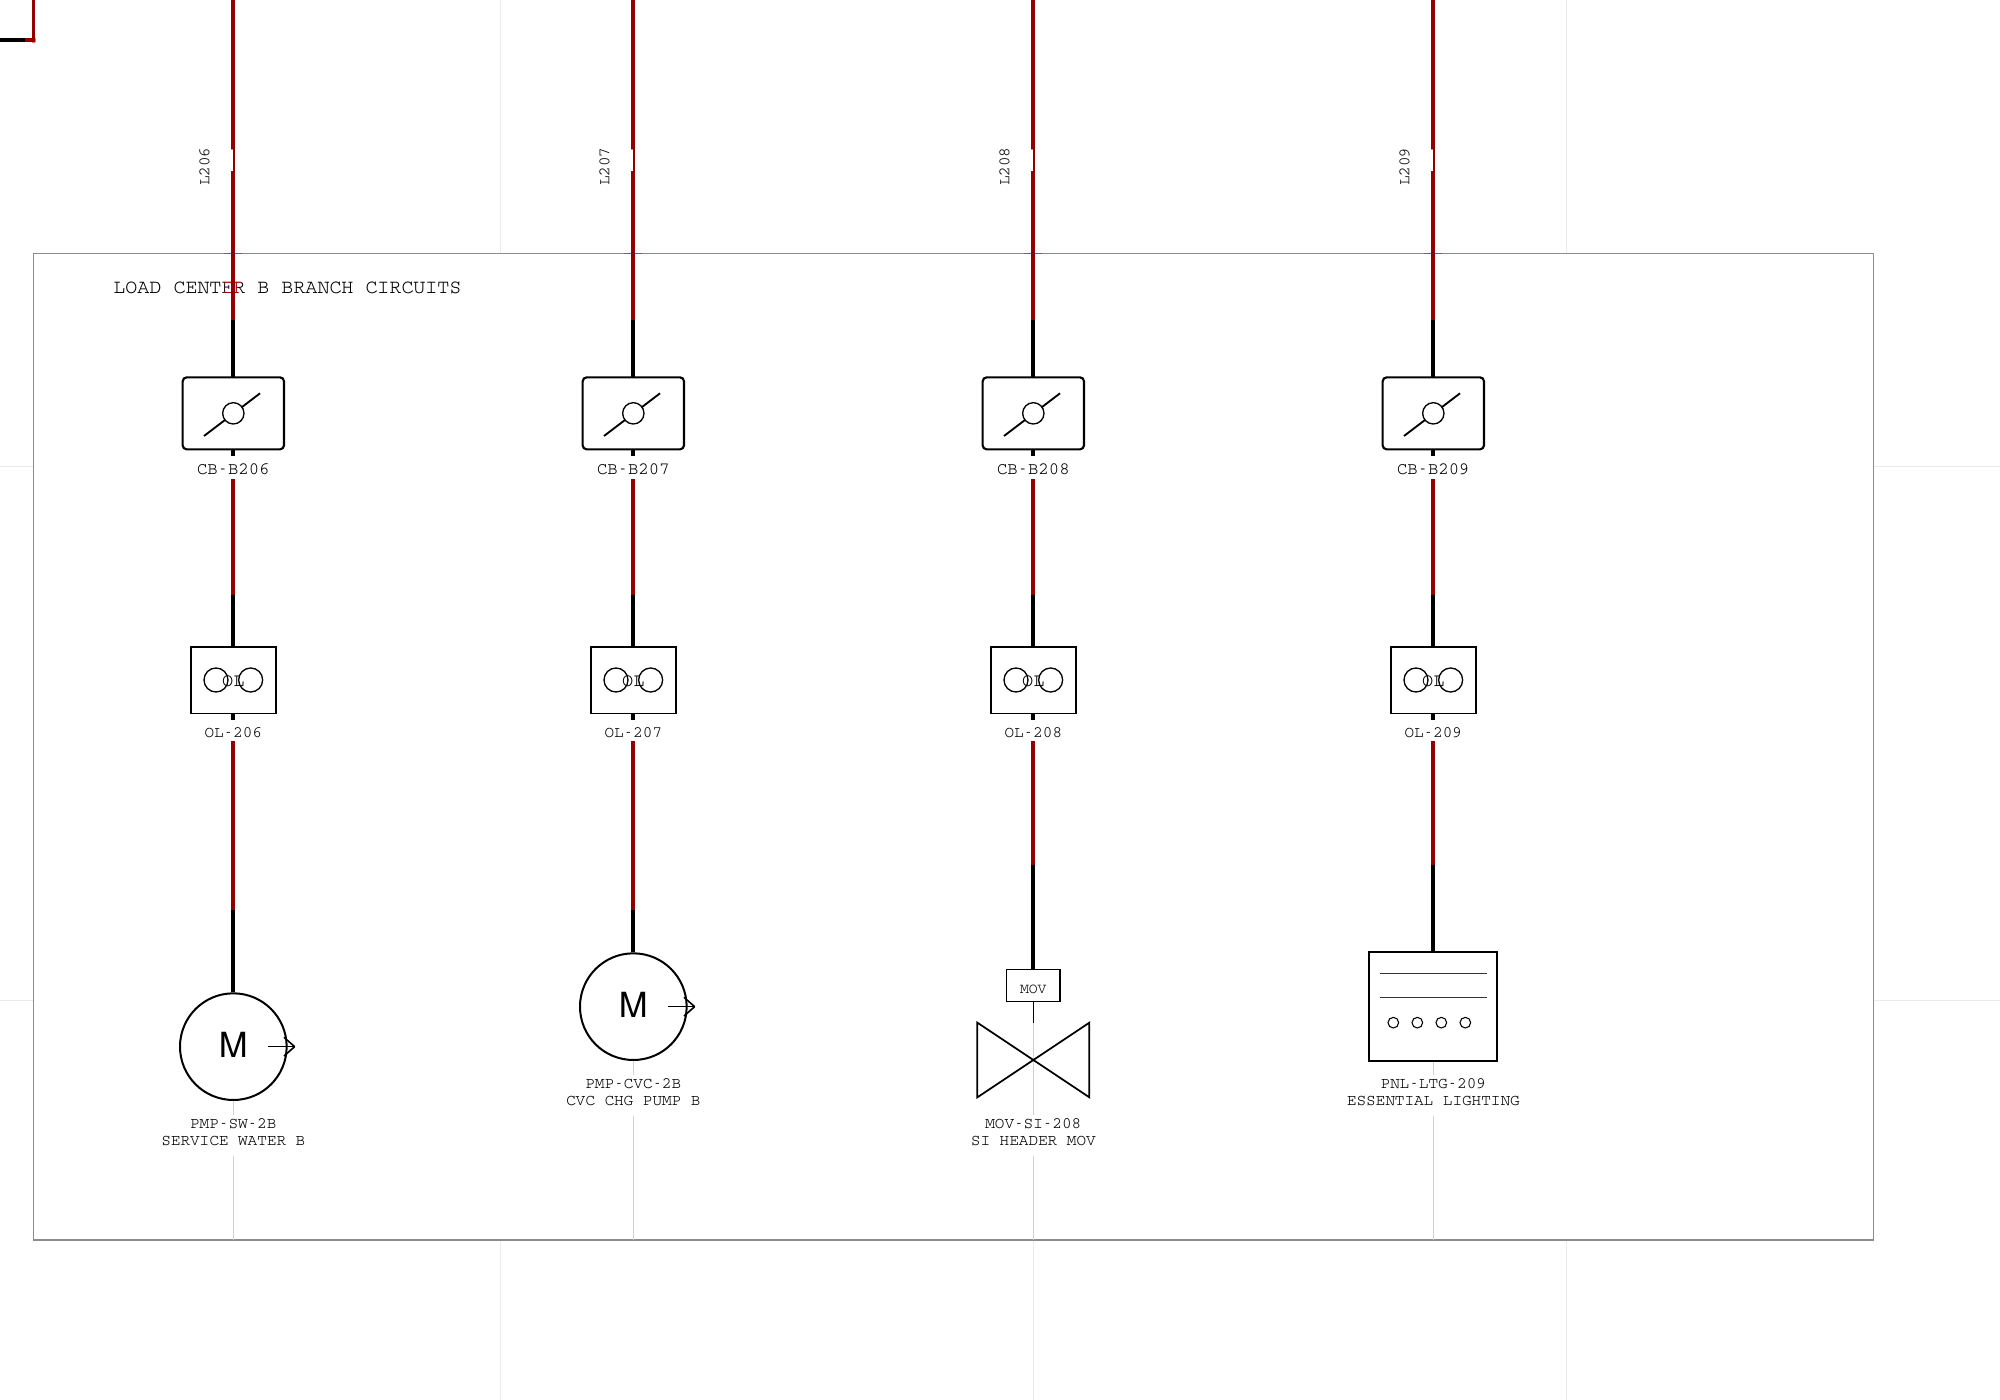 L206
L207
L208
L209
LOAD CENTER B BRANCH CIRCUITS
CB-B206
CB-B207
CB-B208
CB-B209
OL
OL
OL
OL
OL-206
OL-207
OL-208
OL-209
M
M
MOV
PMP-SW-2B
SERVICE WATER B
PMP-CVC-2B
CVC CHG PUMP B
MOV-SI-208
SI HEADER MOV
PNL-LTG-209
ESSENTIAL LIGHTING